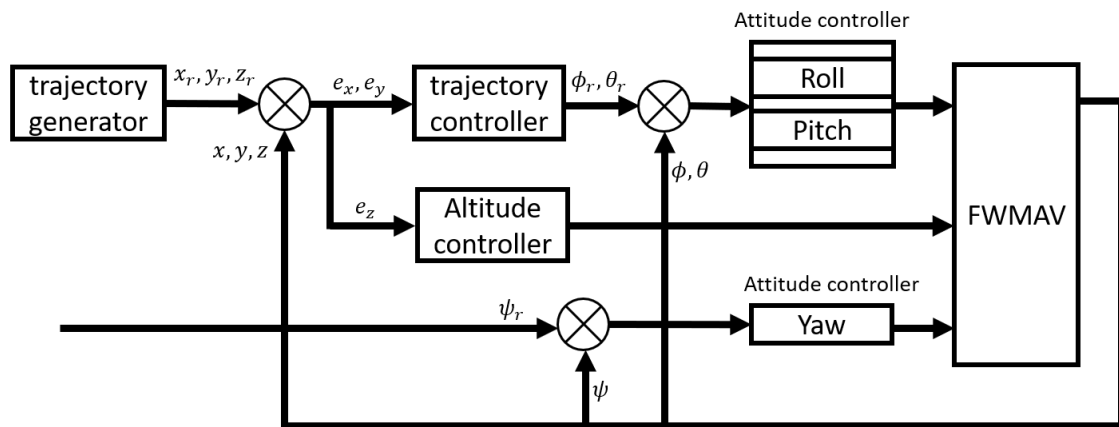 Attitude controller
trajectory
generator
x_r, y_r, z_r
e_x, e_y
trajectory
controller
ϕ_r, θ_r
Roll
Pitch
x, y, z
ϕ, θ
e_z
Altitude
controller
FWMAV
Attitude controller
ψ_r
Yaw
ψ